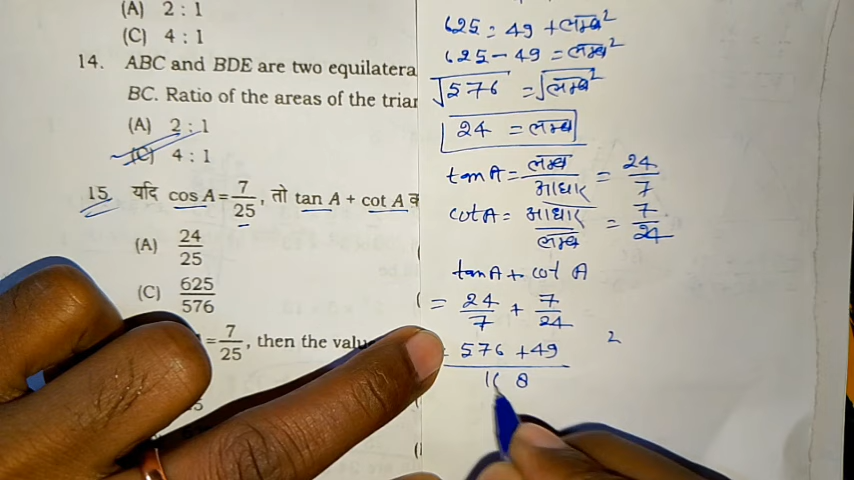 (A) 2 : 1
(C) 4 : 1
14. ABC and BDE are two equilatera
BC. Ratio of the areas of the triar
(A) 2 : 1
(C) 4 : 1
15 यदि cos A = 7/25, तो tan A + cot A
(A) 24/25
(C) 625/576
= 7/25, then the valu
625 = 49 + लम्ब²
625 - 49 = लम्ब²
√576 = √लम्ब²
24 = लम्ब
tan A = लम्ब/आधार = 24/7
cot A = आधार/लम्ब = 7/24
tan A + cot A
= 24/7 + 7/24
576 + 49 2
16 8